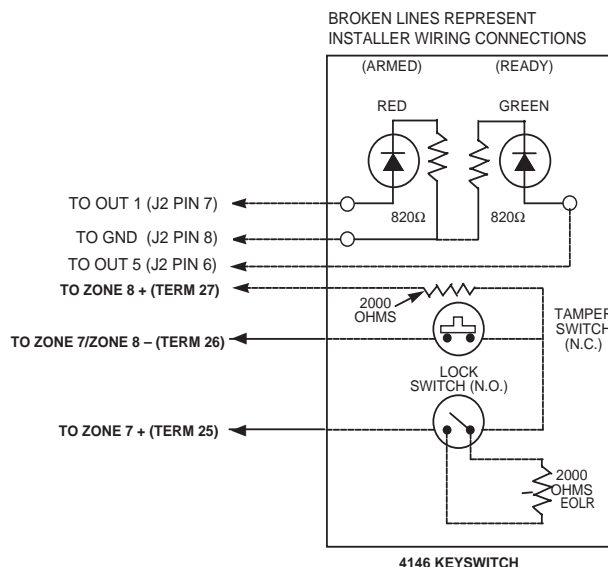 BROKEN LINES REPRESENT
INSTALLER WIRING CONNECTIONS
(ARMED)
(READY)
RED
GREEN
TO OUT 1 (J2 PIN 7)
820Ω
820Ω
TO GND (J2 PIN 8)
TO OUT 5 (J2 PIN 6)
TO ZONE 8 + (TERM 27)
2000
OHMS
TAMPER
SWITCH
(N.C.)
TO ZONE 7/ZONE 8 – (TERM 26)
LOCK
SWITCH (N.O.)
TO ZONE 7 + (TERM 25)
2000
OHMS
EOLR
4146 KEYSWITCH